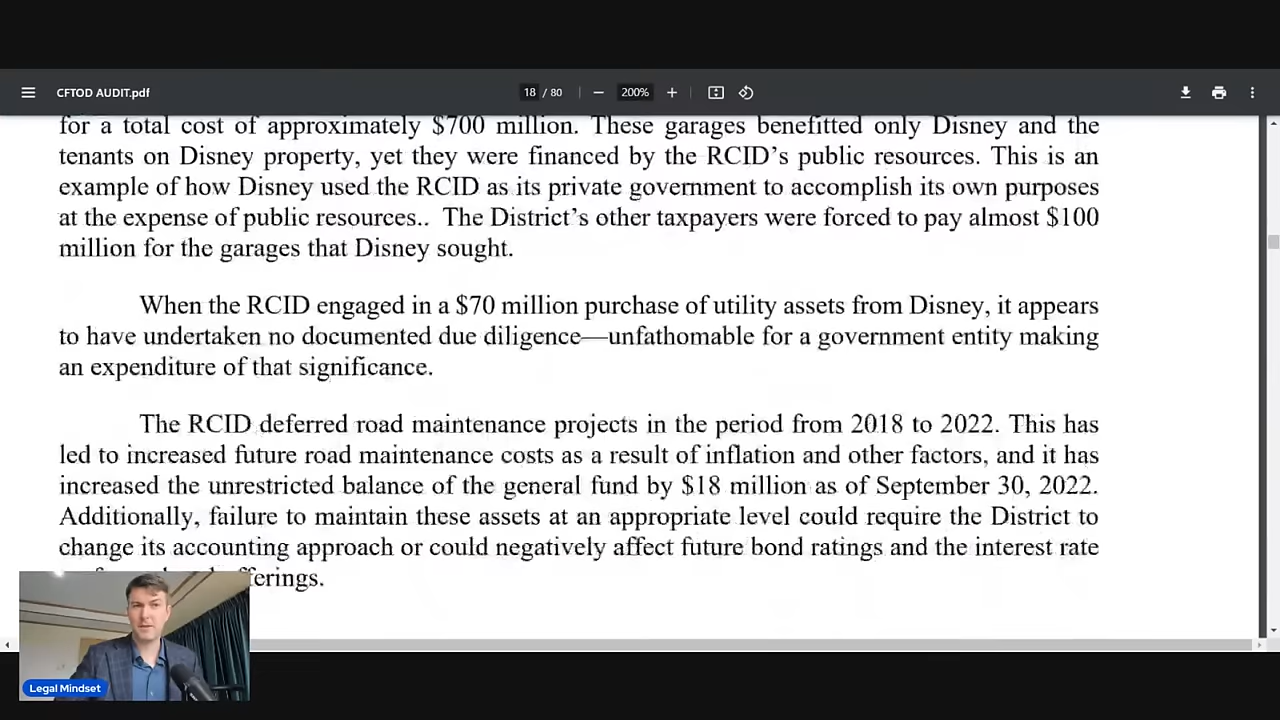 CFTOD AUDIT.pdf
18 / 80
200%
for a total cost of approximately $700 million. These garages benefitted only Disney and the
tenants on Disney property, yet they were financed by the RCID’s public resources. This is an
example of how Disney used the RCID as its private government to accomplish its own purposes
at the expense of public resources.. The District’s other taxpayers were forced to pay almost $100
million for the garages that Disney sought.
When the RCID engaged in a $70 million purchase of utility assets from Disney, it appears
to have undertaken no documented due diligence—unfathomable for a government entity making
an expenditure of that significance.
The RCID deferred road maintenance projects in the period from 2018 to 2022. This has
led to increased future road maintenance costs as a result of inflation and other factors, and it has
increased the unrestricted balance of the general fund by $18 million as of September 30, 2022.
Additionally, failure to maintain these assets at an appropriate level could require the District to
change its accounting approach or could negatively affect future bond ratings and the interest rate
Legal Mindset